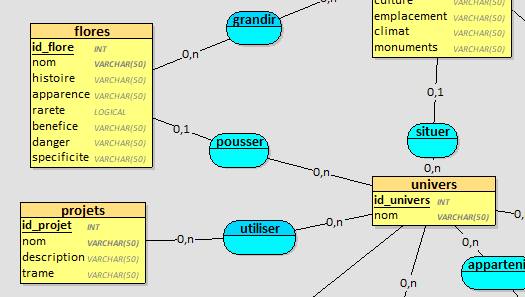 grandir
0,n
flores
id_flore INT
nom VARCHAR(50)
histoire VARCHAR(50)
apparence VARCHAR(50)
rarete LOGICAL
benefice VARCHAR(50)
danger VARCHAR(50)
specificite VARCHAR(50)
0,n
0,1
culture VARCHAR(50)
emplacement VARCHAR(50)
climat VARCHAR(50)
monuments VARCHAR(50)
0,1
situer
0,n
pousser
0,n
univers
id_univers INT
nom VARCHAR(50)
projets
id_projet INT
nom VARCHAR(50)
description VARCHAR(50)
trame VARCHAR(50)
0,n
utiliser
0,n
0,n
0,n
apparteni
0,n